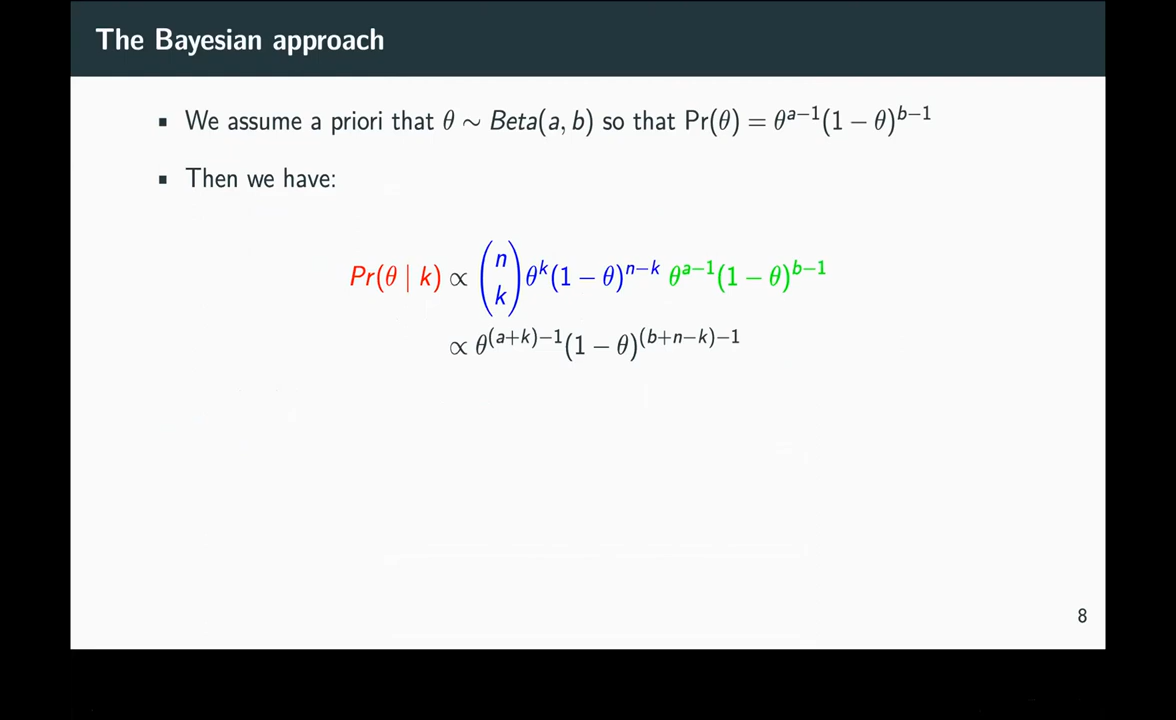 The Bayesian approach
▪ We assume a priori that θ ∼ Beta(a, b) so that Pr(θ) = θ^{a−1}(1 − θ)^{b−1}
▪ Then we have:
Pr(θ | k) ∝ \binom{n}{k} θ^{k}(1 − θ)^{n−k} θ^{a−1}(1 − θ)^{b−1}
∝ θ^{(a+k)−1}(1 − θ)^{(b+n−k)−1}
8